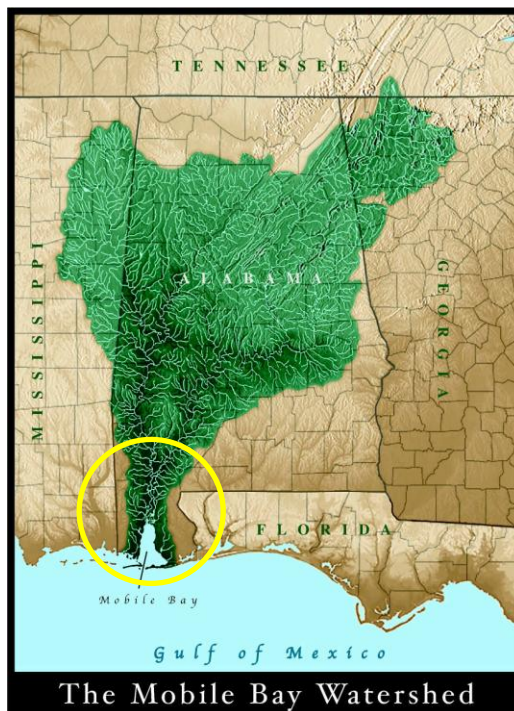 TENNESSEE
MISSISSIPPI
ALABAMA
GEORGIA
FLORIDA
Mobile Bay
Gulf of Mexico
The Mobile Bay Watershed